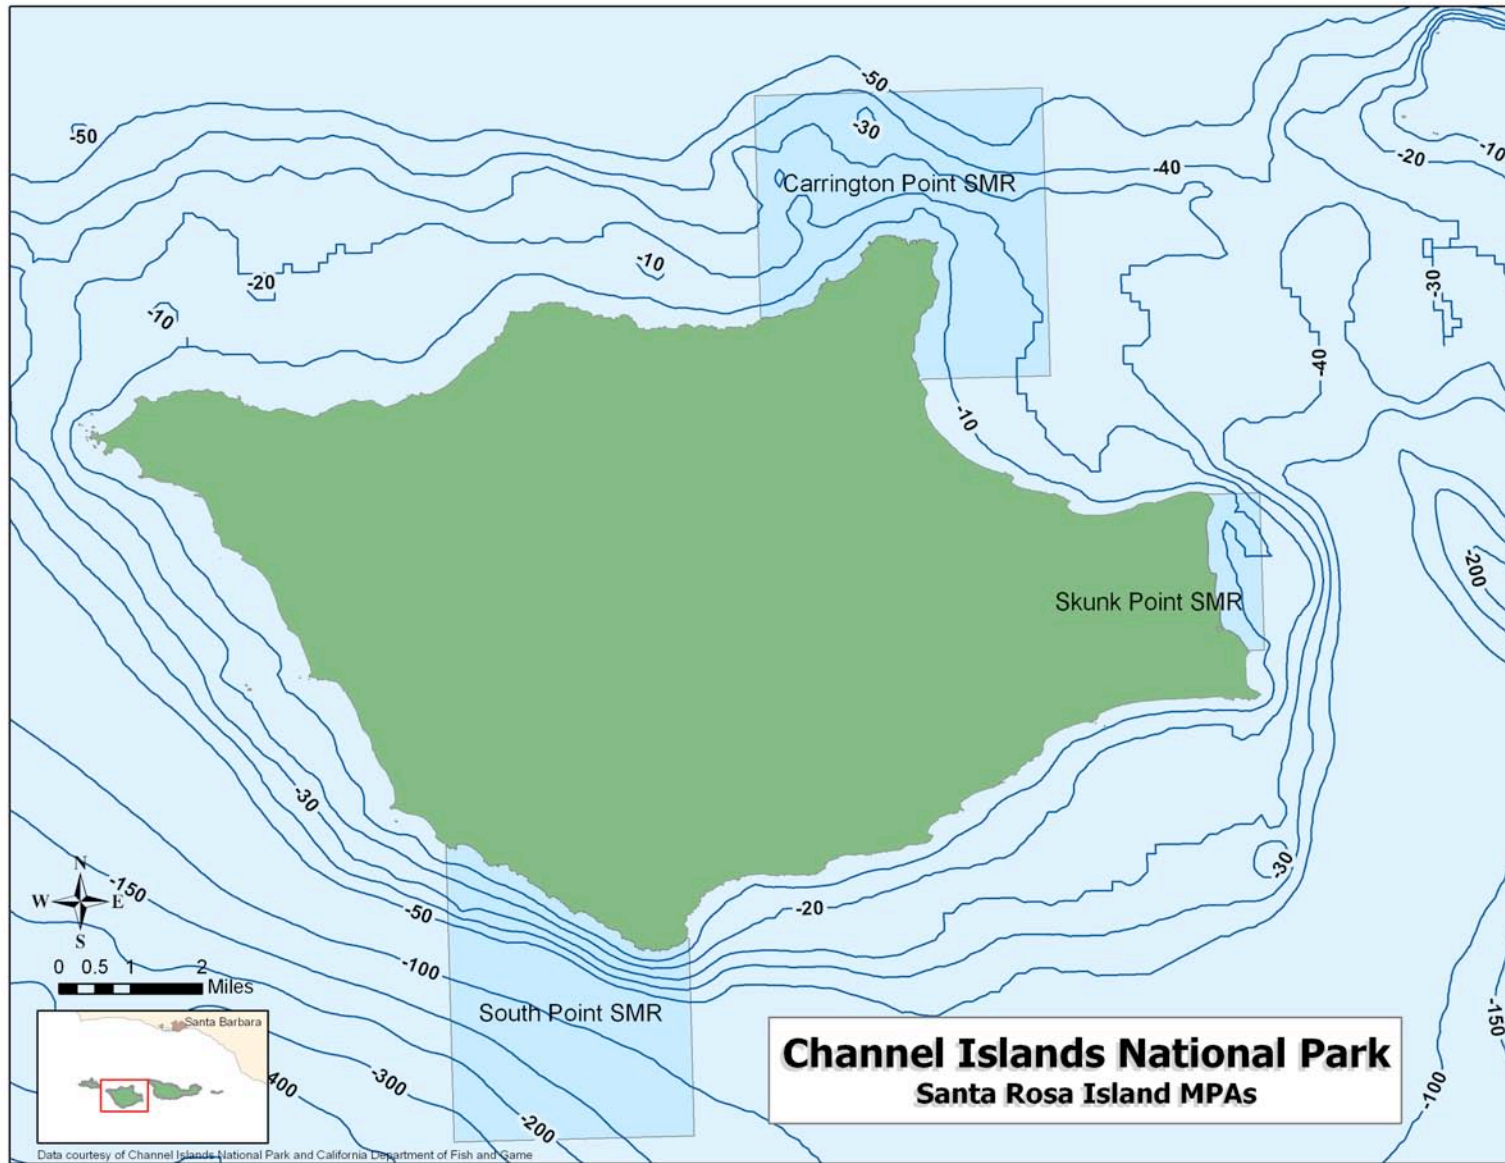 -50
-50
-30
-10
-40
-20
Carrington Point SMR
-10
-20
-30
-10
-40
-10
-200
Skunk Point SMR
-30
-30
N
W E
S
-150
-50
-20
-100
0 0.5 1 2
Miles
South Point SMR
-150
Santa Barbara
Channel Islands National Park
Santa Rosa Island MPAs
400
-300
-200
-100
Data courtesy of Channel Islands National Park and California Department of Fish and Game